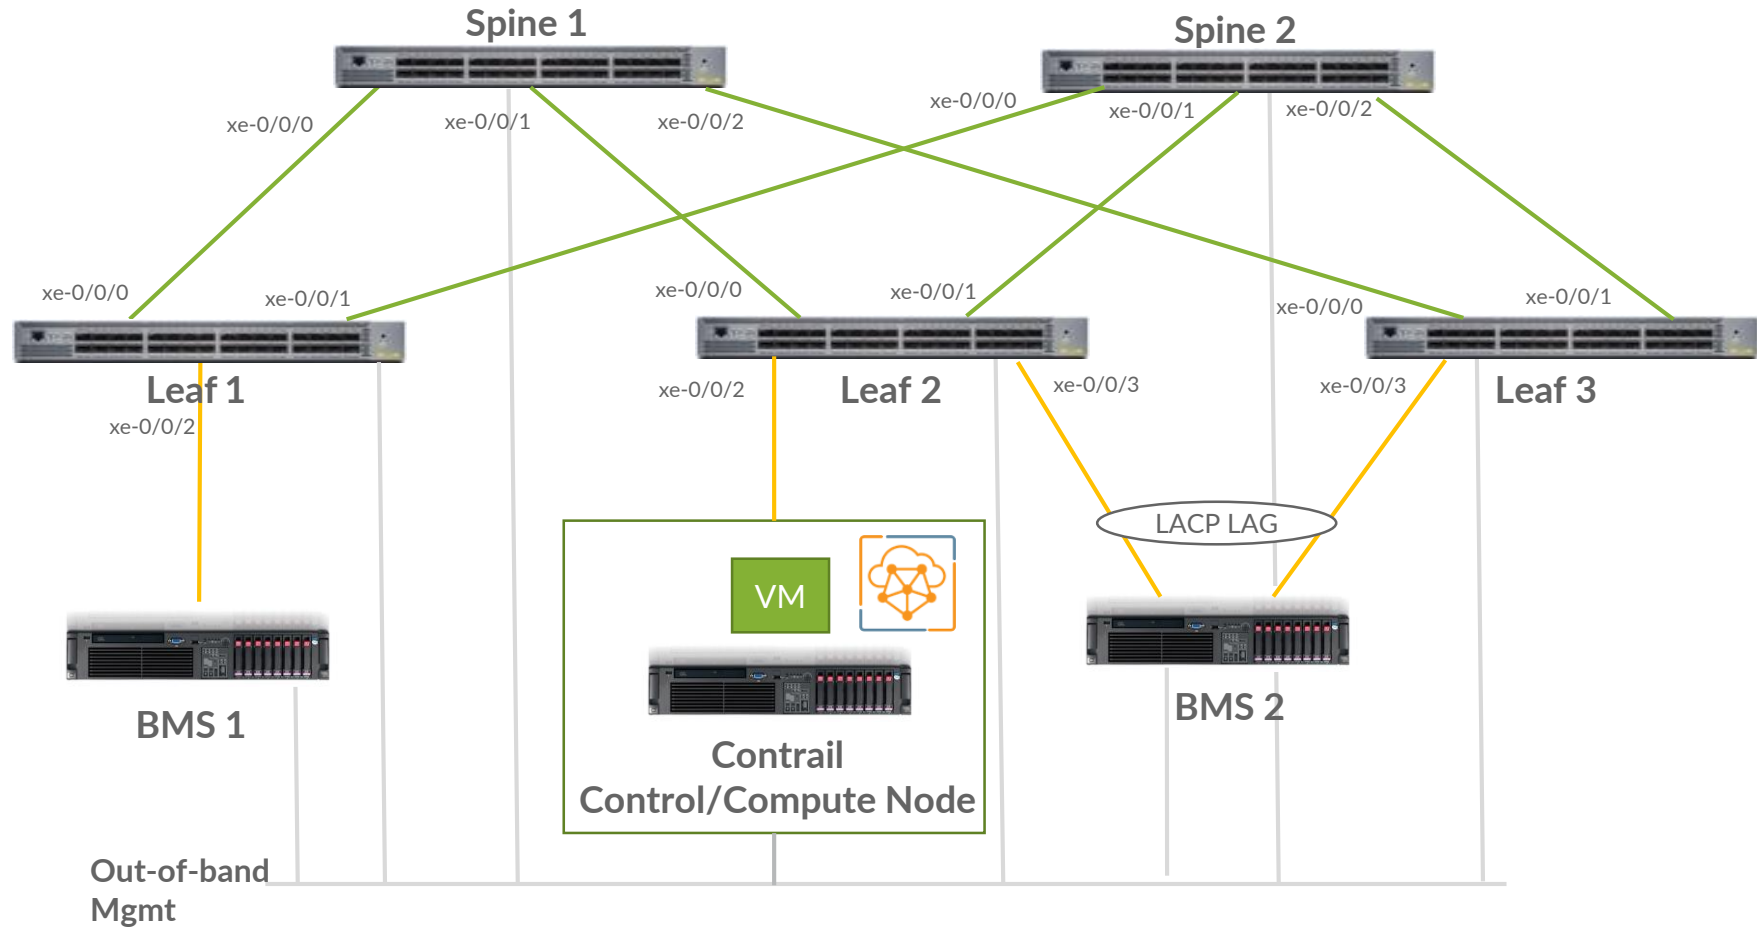 Spine 1
Spine 2
xe-0/0/0
xe-0/0/1
xe-0/0/2
xe-0/0/0
xe-0/0/1
xe-0/0/2
xe-0/0/0
xe-0/0/1
xe-0/0/0
xe-0/0/1
xe-0/0/0
xe-0/0/1
Leaf 1
xe-0/0/2
xe-0/0/2
Leaf 2
xe-0/0/3
xe-0/0/3
Leaf 3
LACP LAG
VM
BMS 1
Contrail
Control/Compute Node
BMS 2
Out-of-band
Mgmt